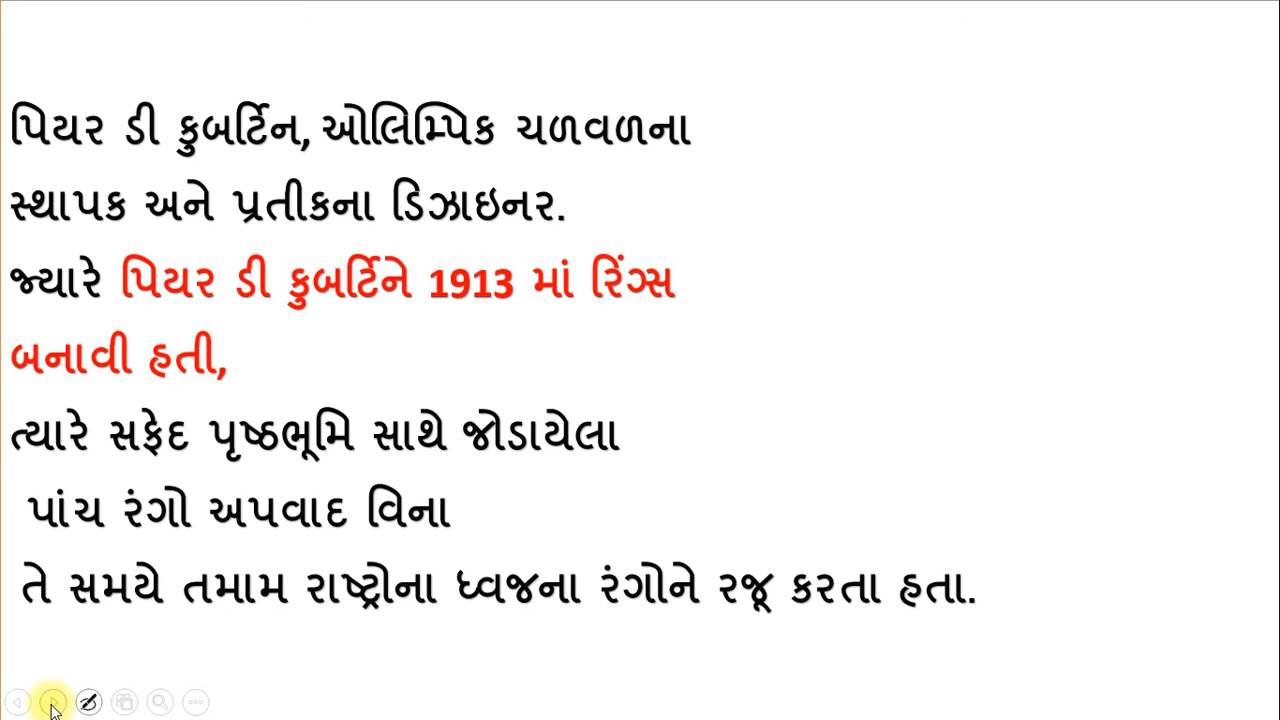 પિયર ડી કુબર્ટિન, ઓલિમ્પિક ચળવળના
સ્થાપક અને પ્રતીકના ડિઝાઇનર.
જ્યારે પિયર ડી કુબર્ટિને 1913 માં રિંગ્સ
બનાવી હતી,
ત્યારે સફેદ પૃષ્ઠભૂમિ સાથે જોડાયેલા
પાંચ રંગો અપવાદ વિના
તે સમયે તમામ રાષ્ટ્રોના ધ્વજના રંગોને રજૂ કરતા હતા.